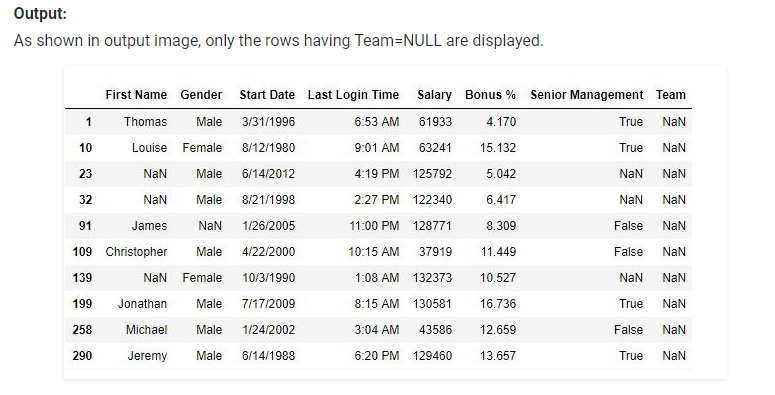 Output:
As shown in output image, only the rows having Team=NULL are displayed.
First Name Gender Start Date Last Login Time Salary Bonus % Senior Management Team
1 Thomas Male 3/31/1996 6:53 AM 61933 4.170 True NaN
10 Louise Female 8/12/1980 9:01 AM 63241 15.132 True NaN
23 NaN Male 6/14/2012 4:19 PM 125792 5.042 NaN NaN
32 NaN Male 8/21/1998 2:27 PM 122340 6.417 NaN NaN
91 James NaN 1/26/2005 11:00 PM 128771 8.309 False NaN
109 Christopher Male 4/22/2000 10:15 AM 37919 11.449 False NaN
139 NaN Female 10/3/1990 1:08 AM 132373 10.527 NaN NaN
199 Jonathan Male 7/17/2009 8:15 AM 130581 16.736 True NaN
258 Michael Male 1/24/2002 3:04 AM 43586 12.659 False NaN
290 Jeremy Male 6/14/1988 6:20 PM 129460 13.657 True NaN